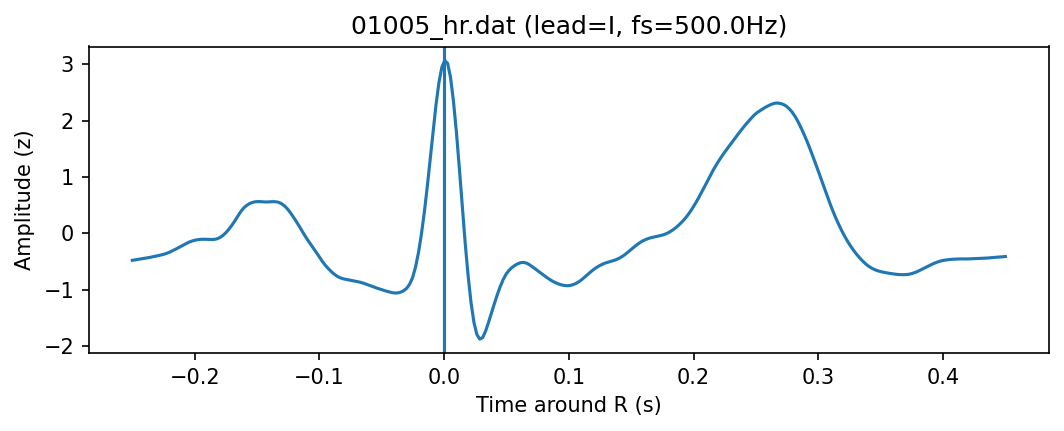 01005_hr.dat (lead=I, fs=500.0Hz)
Amplitude (z)
3
2
1
0
−1
−2
−0.2 −0.1 0.0 0.1 0.2 0.3 0.4
Time around R (s)